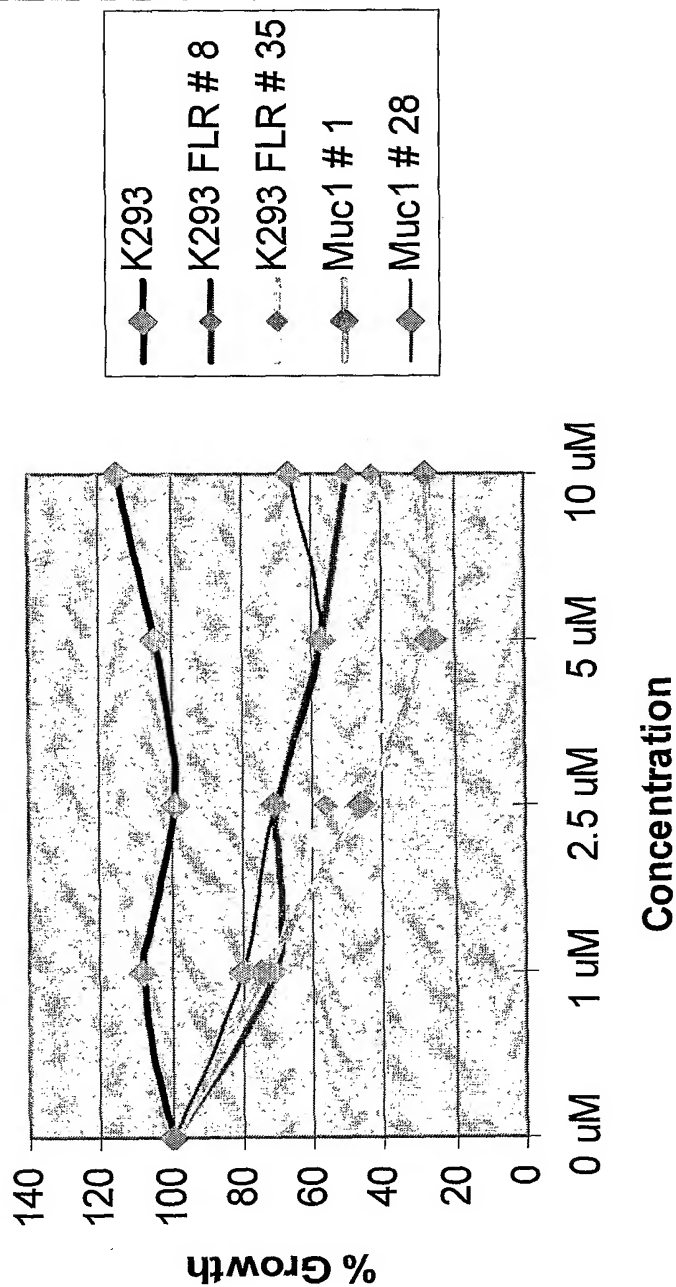 % Growth
140
120
100
80
60
40
20
0
0 uM
1 uM
2.5 uM
5 uM
10 uM
Concentration
K293
K293 FLR # 8
K293 FLR # 35
Muc1 # 1
Muc1 # 28